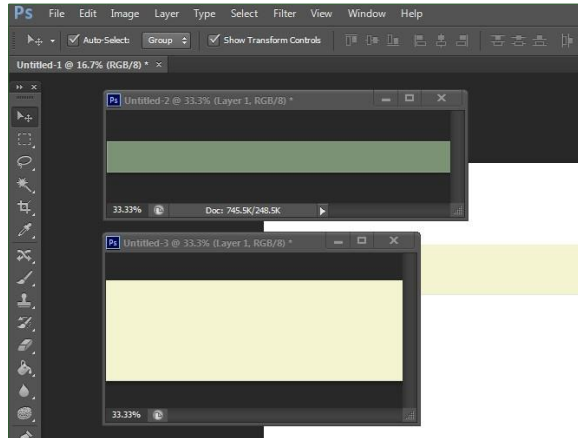 Ps File Edit Image Layer Type Select Filter View Window Help
Auto-Select: Group Show Transform Controls
Untitled-1 @ 16.7% (RGB/8) * ×
Ps Untitled-2 @ 33.3% (Layer 1, RGB/8) *
33.33% Doc: 745.5K/248.5K
Ps Untitled-3 @ 33.3% (Layer 1, RGB/8) *
33.33%